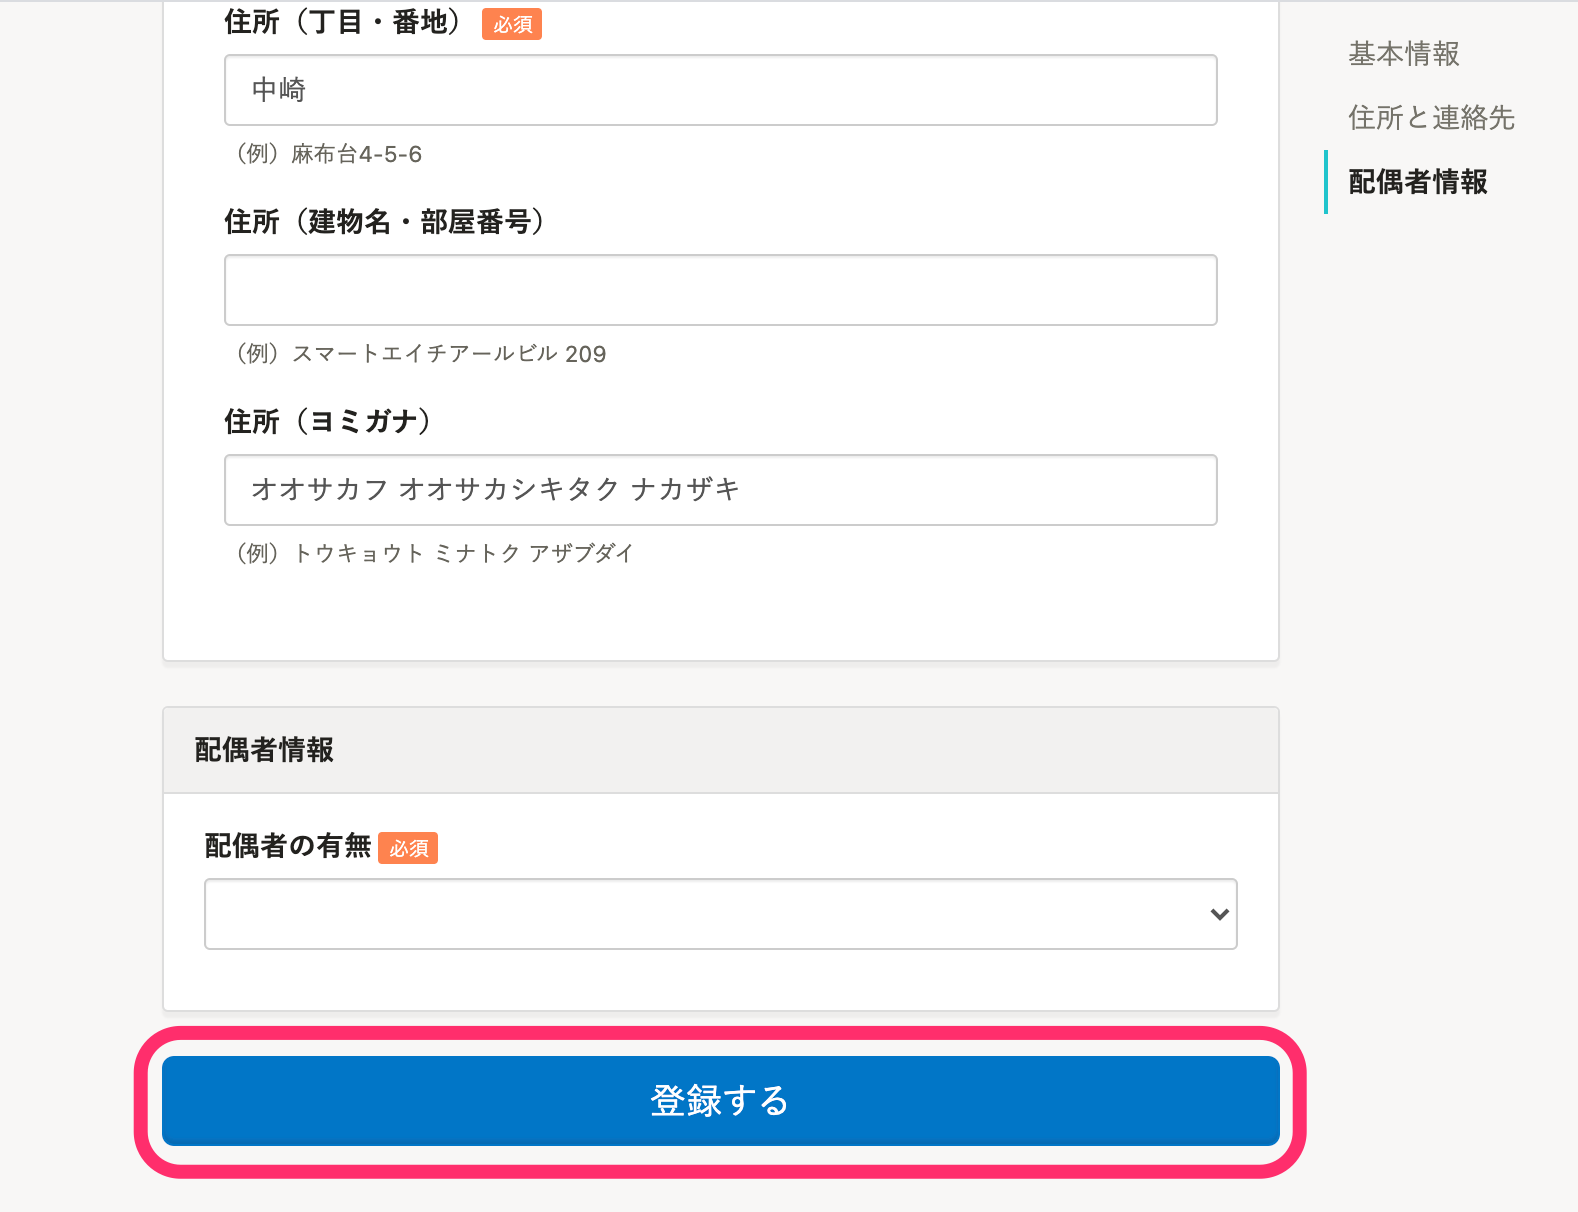 住所（丁目・番地） 必須
中崎
（例）麻布台4-5-6
住所（建物名・部屋番号）
（例）スマートエイチアールビル 209
住所（ヨミガナ）
オオサカフ オオサカシキタク ナカザキ
（例）トウキョウト ミナトク アザブダイ
配偶者情報
配偶者の有無 必須
登録する
基本情報
住所と連絡先
配偶者情報